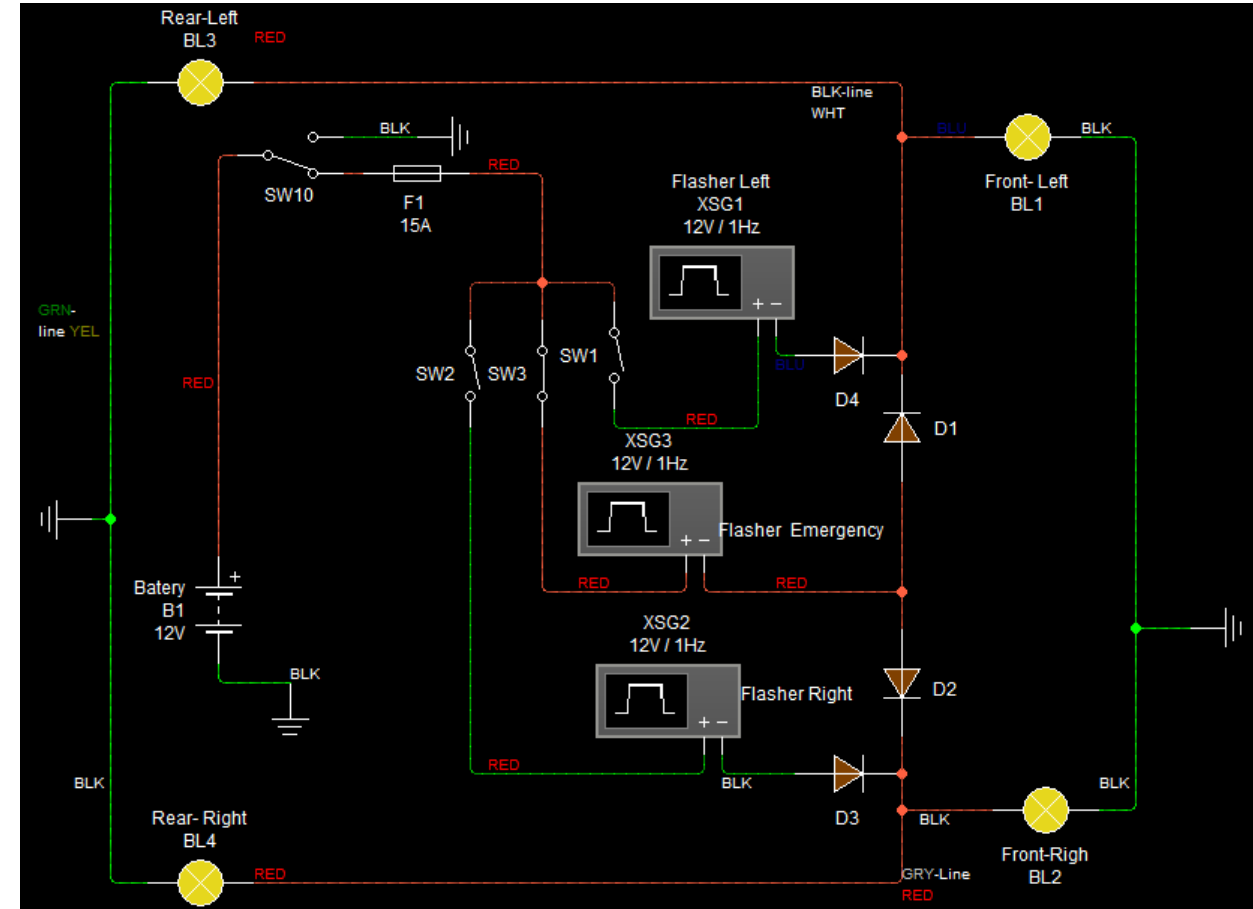 Rear-Left
BL3
RED
BLK-line
WHT
BLK
BLU
BLK
SW10
RED
F1
15A
Flasher Left
XSG1
12V / 1Hz
Front- Left
BL1
+ −
GRN-
line YEL
RED
SW2
SW3
SW1
BLU
D4
RED
D1
XSG3
12V / 1Hz
+ −
Flasher Emergency
RED
RED
+
Batery
B1
12V
BLK
XSG2
12V / 1Hz
+ −
Flasher Right
D2
RED
BLK
BLK
BLK
D3
BLK
Rear- Right
BL4
RED
Front-Righ
BL2
GRY-Line
RED